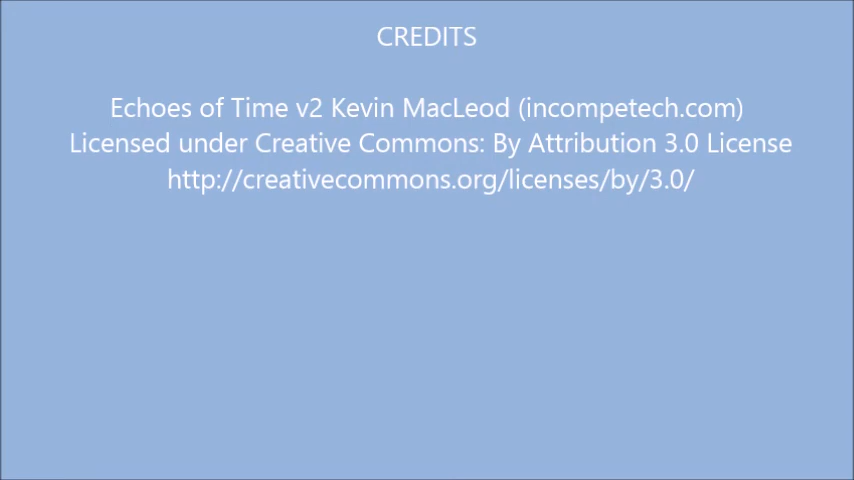 CREDITS
Echoes of Time v2 Kevin MacLeod (incompetech.com)
Licensed under Creative Commons: By Attribution 3.0 License
http://creativecommons.org/licenses/by/3.0/